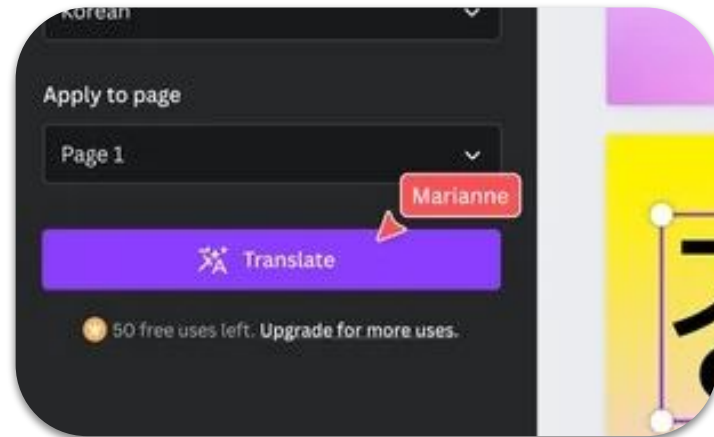 Korean
Apply to page
Page 1
Marianne
Translate
50 free uses left. Upgrade for more uses.